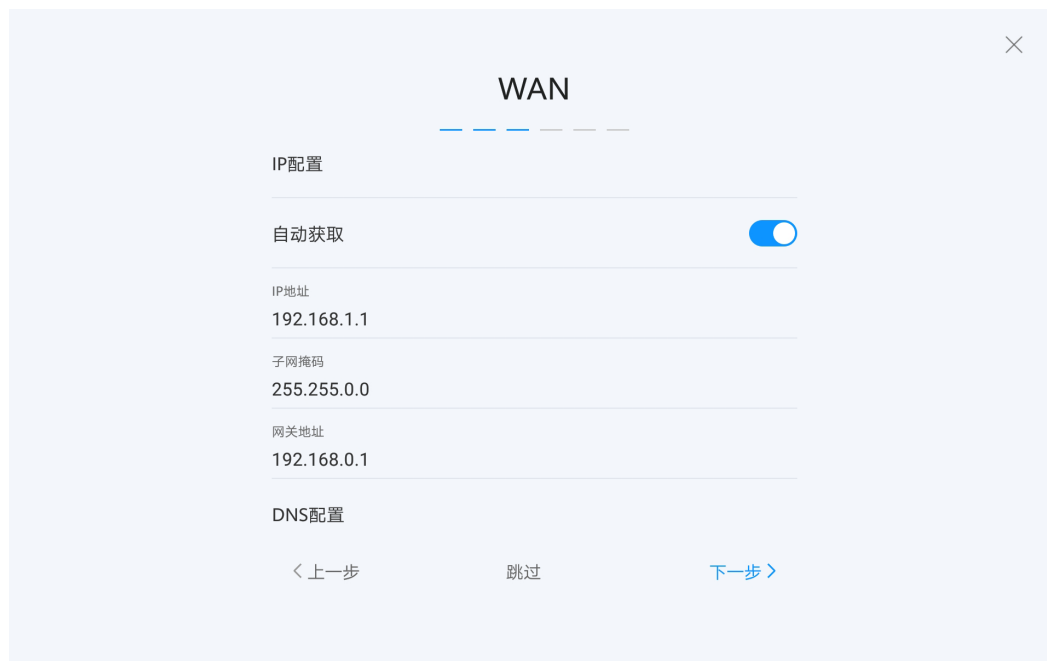 WAN
IP配置
自动获取
IP地址
192.168.1.1
子网掩码
255.255.0.0
网关地址
192.168.0.1
DNS配置
上一步 跳过 下一步